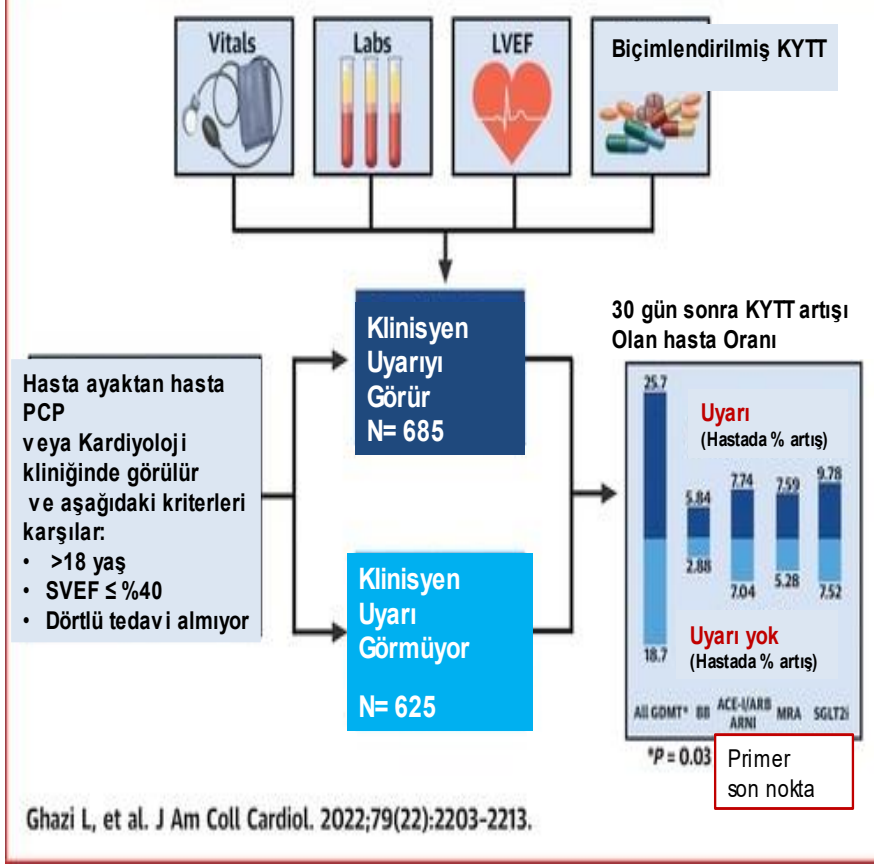 Vitals
Labs
LVEF
Biçimlendirilmiş KYTT
Klinisyen
Uyarıyı
Görür
N= 685
Hasta ayaktan hasta
PCP
veya Kardiyoloji
kliniğinde görülür
ve aşağıdaki kriterleri
karşılar:
• >18 yaş
• SVEF ≤ %40
• Dörtlü tedavi almıyor
Klinisyen
Uyarı
Görmüyor
N= 625
30 gün sonra KYTT artışı
Olan hasta Oranı
25.7
Uyarı
(Hastada % artış)
5.84
7.74
7.59
9.78
2.88
7.04
5.28
7.52
18.7
Uyarı yok
(Hastada % artış)
All GDMT* BB ACE-I/ARB MRA SGLT2i
ARNI
*P = 0.03
Primer
son nokta
Ghazi L, et al. J Am Coll Cardiol. 2022;79(22):2203-2213.